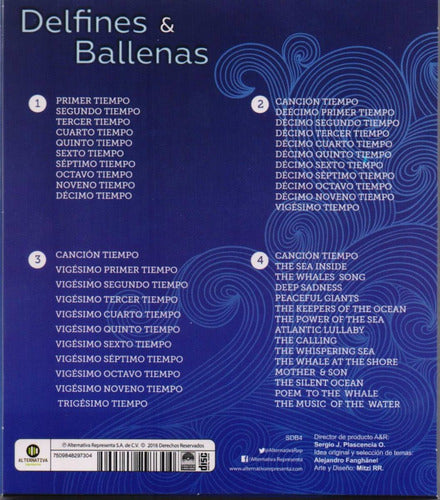 Delfines &
Ballenas
1
PRIMER TIEMPO
SEGUNDO TIEMPO
TERCER TIEMPO
CUARTO TIEMPO
QUINTO TIEMPO
SEXTO TIEMPO
SÉPTIMO TIEMPO
OCTAVO TIEMPO
NOVENO TIEMPO
DÉCIMO TIEMPO
2
CANCIÓN TIEMPO
DEÉCIMO PRIMER TIEMPO
DÉCIMO SEGUNDO TIEMPO
DÉCIMO TERCER TIEMPO
DÉCIMO CUARTO TIEMPO
DÉCIMO QUINTO TIEMPO
DÉCIMO SEXTO TIEMPO
DÉCIMO SÉPTIMO TIEMPO
DÉCIMO OCTAVO TIEMPO
DÉCIMO NOVENO TIEMPO
VIGÉSIMO TIEMPO
3
CANCIÓN TIEMPO
VIGÉSIMO PRIMER TIEMPO
VIGÉSIMO SEGUNDO TIEMPO
VIGÉSIMO TERCER TIEMPO
VIGÉSIMO CUARTO TIEMPO
VIGÉSIMO QUINTO TIEMPO
VIGÉSIMO SEXTO TIEMPO
VIGÉSIMO SÉPTIMO TIEMPO
VIGÉSIMO OCTAVO TIEMPO
VIGÉSIMO NOVENO TIEMPO
TRIGÉSIMO TIEMPO
4
CANCIÓN TIEMPO
THE SEA INSIDE
THE WHALES SONG
DEEP SADNESS
PEACEFUL GIANTS
THE KEEPERS OF THE OCEAN
THE POWER OF THE SEA
ATLANTIC LULLABY
THE CALLING
THE WHISPERING SEA
THE WHALE AT THE SHORE
MOTHER & SON
THE SILENT OCEAN
POEM TO THE WHALE
THE MUSIC OF THE WATER
ALTERNATIVA
representa
℗ Alternativa Representa S.A. de C.V. © 2016 Derechos Reservados
7509848297304
disc
SDB4
@AlternativaRep
/AlternativaRepresenta
www.alternativarepresenta.com
Director de producto A&R:
Sergio J. Plascencia O.
Idea original y selección de temas:
Alejandro Fanghänel
Arte y Diseño: Mitzi RR.